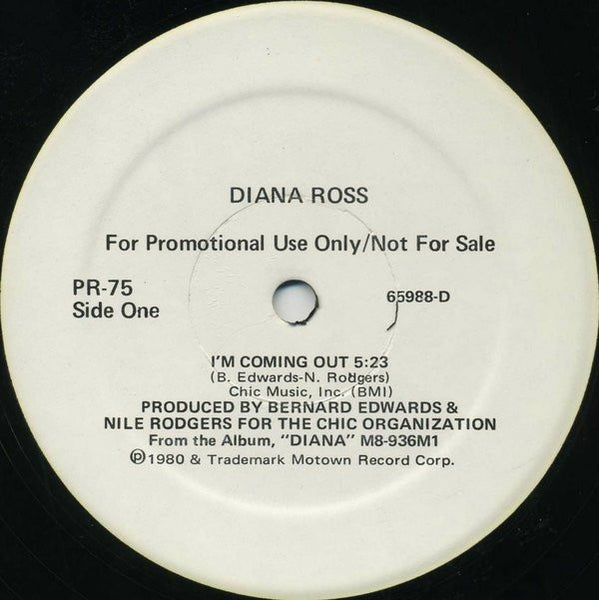 DIANA ROSS
For Promotional Use Only/Not For Sale
PR-75
Side One
65988-D
I'M COMING OUT 5:23
(B. Edwards-N. Rodgers)
Chic Music, Inc. (BMI)
PRODUCED BY BERNARD EDWARDS &
NILE RODGERS FOR THE CHIC ORGANIZATION
From the Album, "DIANA" M8-936M1
℗1980 & Trademark Motown Record Corp.